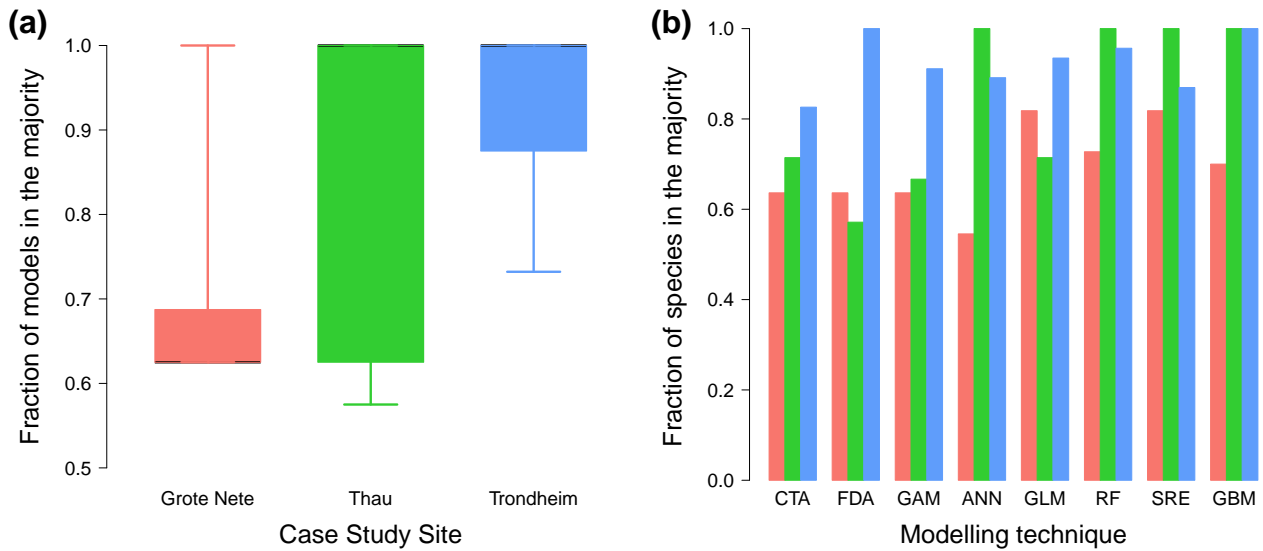 (a)
Fraction of models in the majority
1.0
0.9
0.8
0.7
0.6
0.5
Grote Nete Thau Trondheim
Case Study Site
(b)
Fraction of species in the majority
1.0
0.8
0.6
0.4
0.2
0.0
CTA FDA GAM ANN GLM RF SRE GBM
Modelling technique